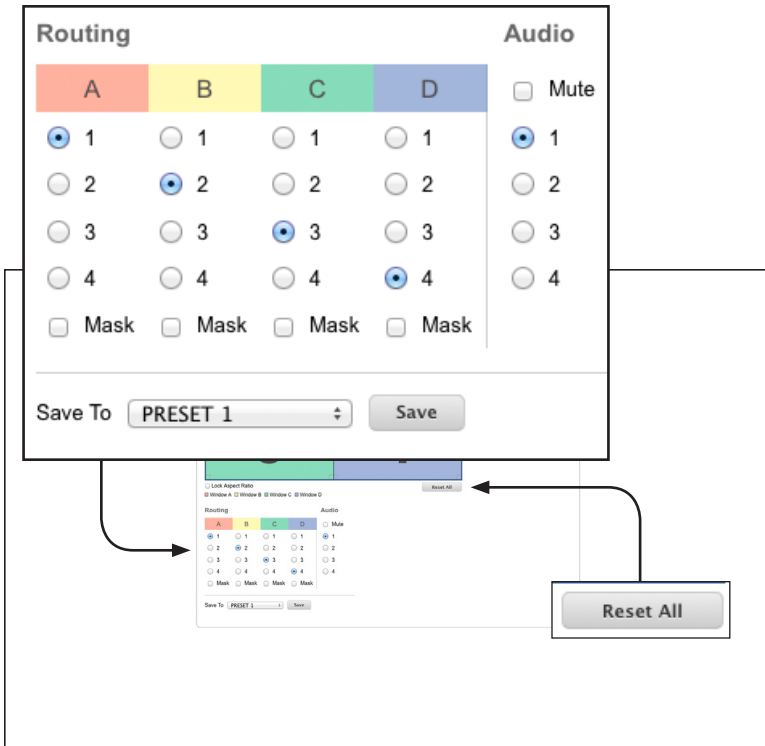 Routing Audio
A B C D Mute
1 1 1 1 1
2 2 2 2 2
3 3 3 3 3
4 4 4 4 4
Mask Mask Mask Mask
Save To PRESET 1 Save
Lock Aspect Ratio Reset All
Window A Window B Window C Window D
Routing Audio
A B C D Mute
1 1 1 1 1
2 2 2 2 2
3 3 3 3 3
4 4 4 4 4
Mask Mask Mask Mask
Save To PRESET 1 Save
Reset All